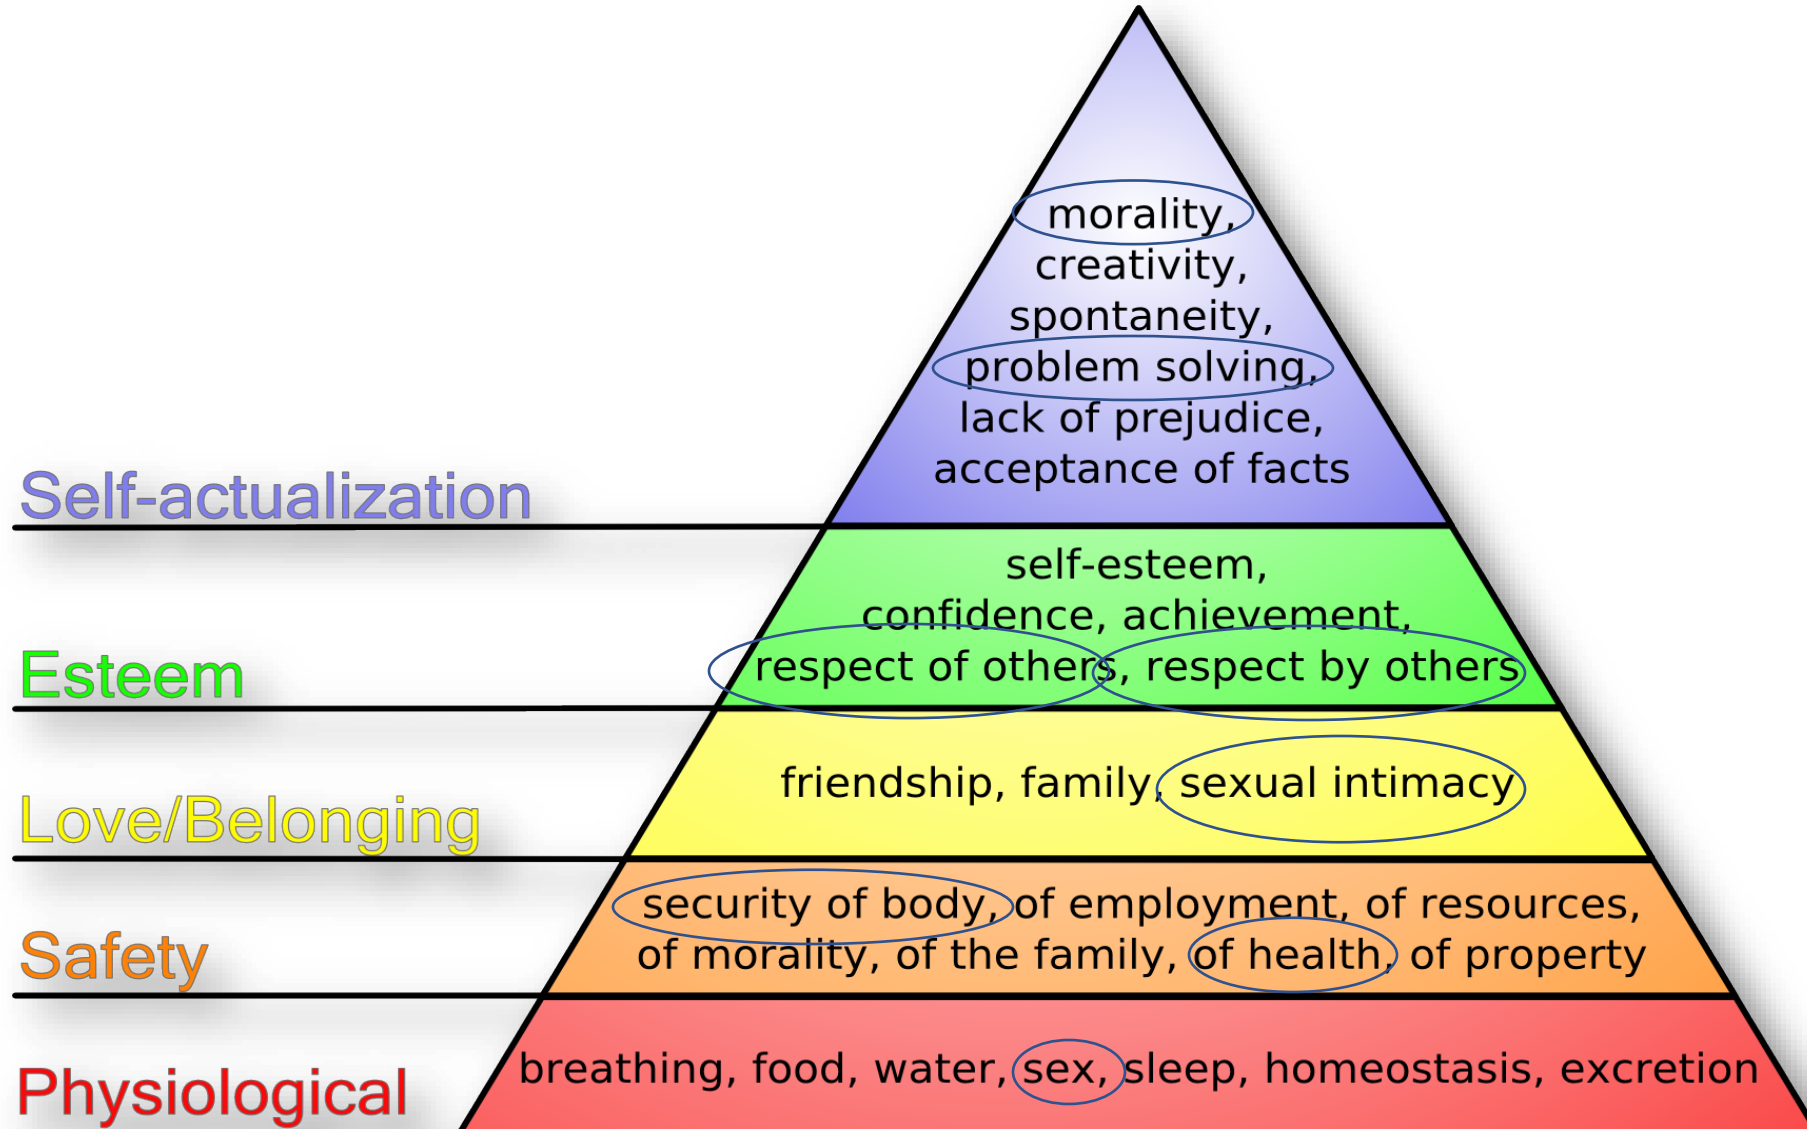 morality,
creativity,
spontaneity,
problem solving,
lack of prejudice,
acceptance of facts
Self-actualization
self-esteem,
confidence, achievement,
respect of others, respect by others
Esteem
friendship, family, sexual intimacy
Love/Belonging
security of body, of employment, of resources,
of morality, of the family, of health, of property
Safety
breathing, food, water, sex, sleep, homeostasis, excretion
Physiological